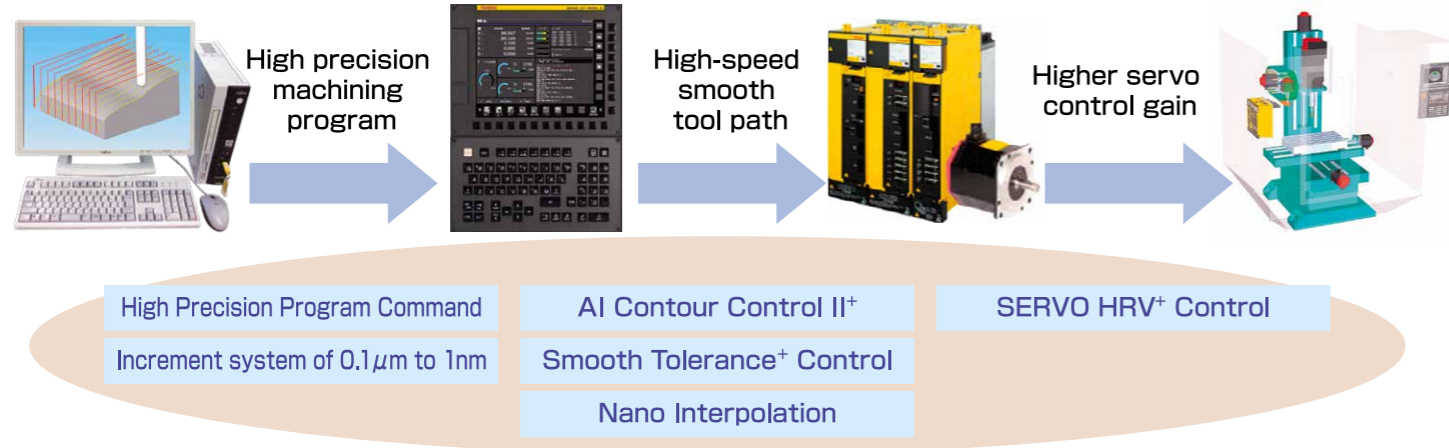 High precision
machining
program
High-speed
smooth
tool path
Higher servo
control gain
FANUC
High Precision Program Command
AI Contour Control II⁺
SERVO HRV⁺ Control
Increment system of 0.1μm to 1nm
Smooth Tolerance⁺ Control
Nano Interpolation